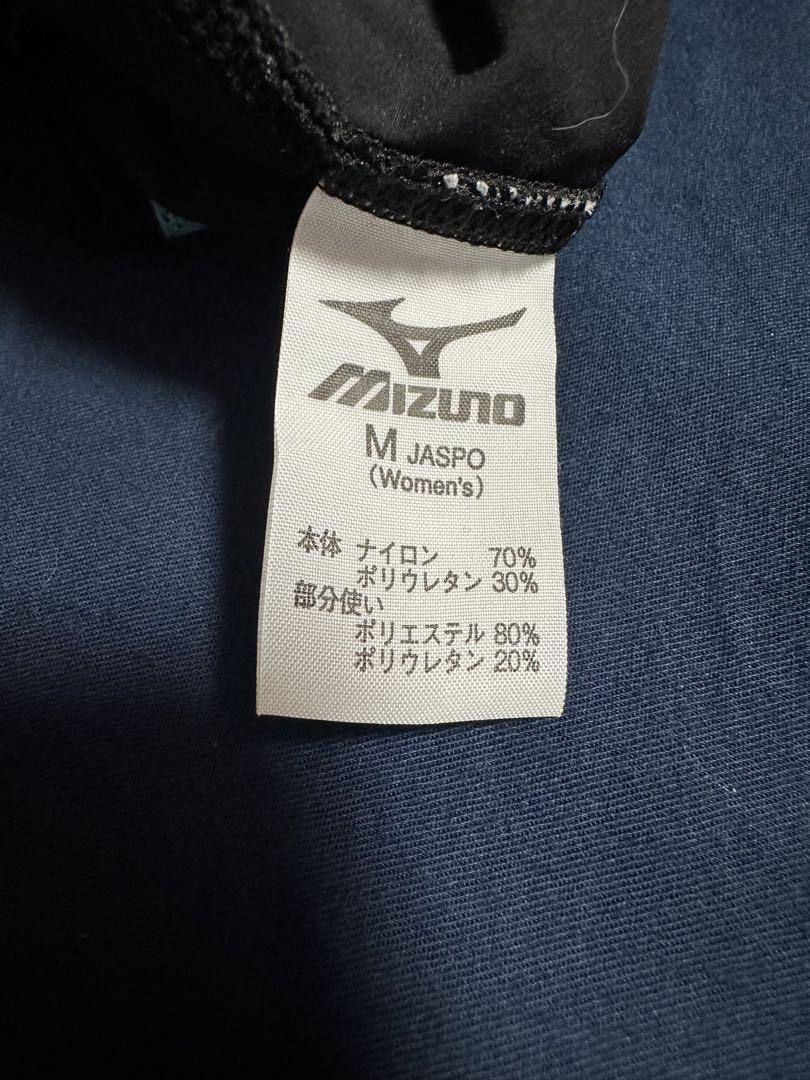 MIZUNO
M JASPO
(Women's)
本体 ナイロン 70%
ポリウレタン 30%
部分使い
ポリエステル 80%
ポリウレタン 20%